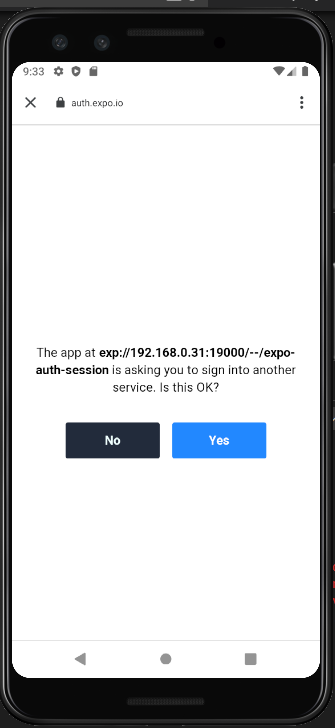 9:33
auth.expo.io
The app at exp://192.168.0.31:19000/--/expo-
auth-session is asking you to sign into another
service. Is this OK?
No
Yes